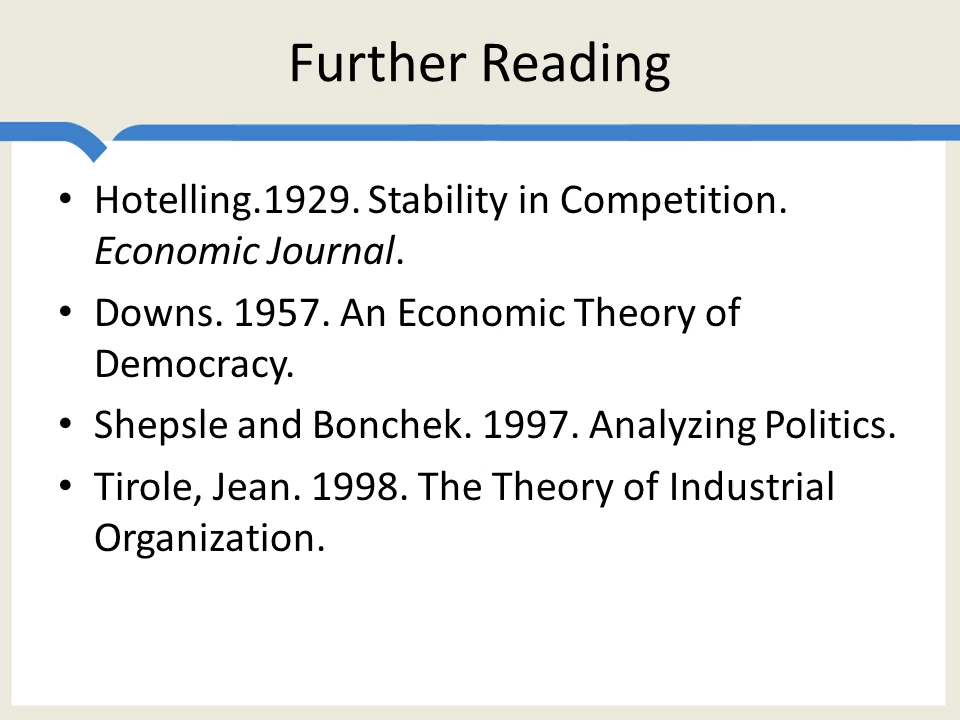 Further Reading
• Hotelling.1929. Stability in Competition.
Economic Journal.
• Downs. 1957. An Economic Theory of
Democracy.
• Shepsle and Bonchek. 1997. Analyzing Politics.
• Tirole, Jean. 1998. The Theory of Industrial
Organization.